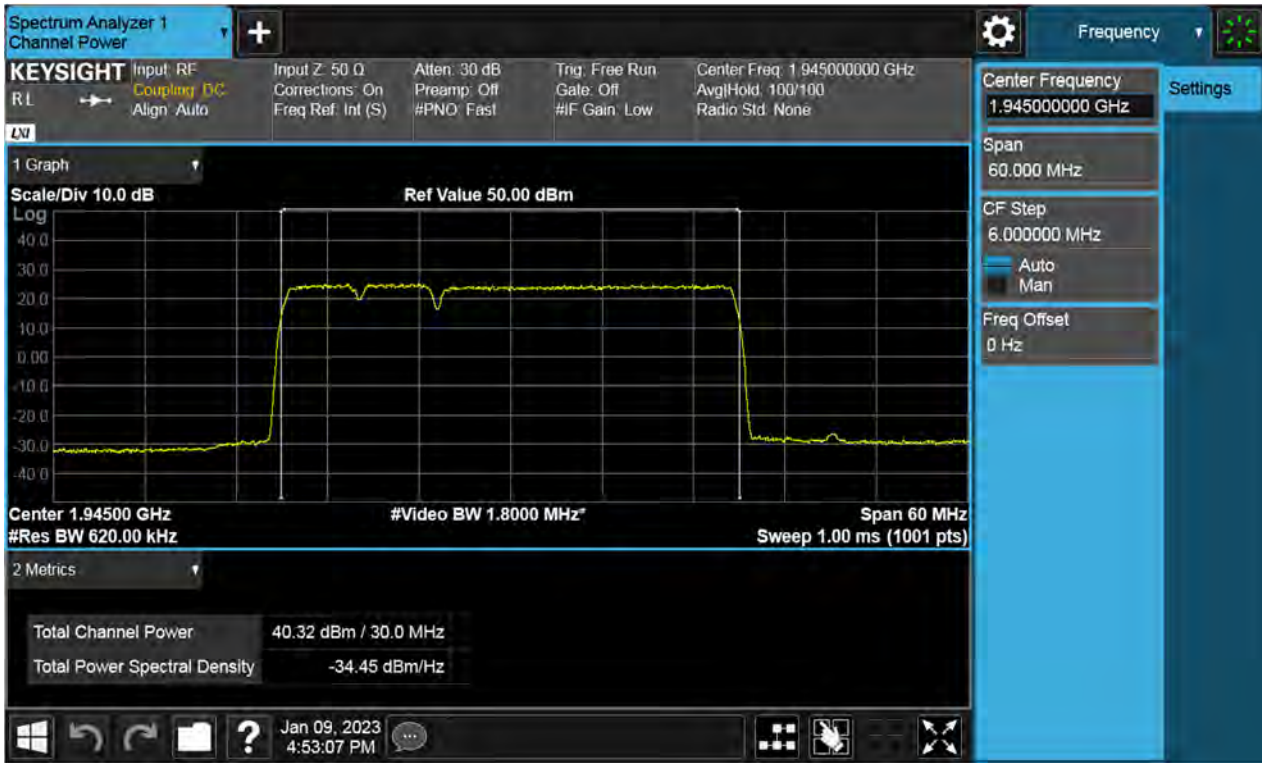 Spectrum Analyzer 1
Channel Power
+
Frequency
KEYSIGHT
RL
LXI
Input: RF
Coupling: DC
Align: Auto
Input Z: 50 Ω
Corrections: On
Freq Ref: Int (S)
Atten: 30 dB
Preamp: Off
#PNO: Fast
Trig: Free Run
Gate: Off
#IF Gain: Low
Center Freq: 1.945000000 GHz
Avg|Hold: 100/100
Radio Std: None
Center Frequency
1.945000000 GHz
Settings
Span
60.000 MHz
CF Step
6.000000 MHz
Auto
Man
Freq Offset
0 Hz
1 Graph
Scale/Div 10.0 dB
Ref Value 50.00 dBm
Log
40.0
30.0
20.0
10.0
0.00
-10.0
-20.0
-30.0
-40.0
Center 1.94500 GHz
#Video BW 1.8000 MHz*
Span 60 MHz
#Res BW 620.00 kHz
Sweep 1.00 ms (1001 pts)
2 Metrics
Total Channel Power
40.32 dBm / 30.0 MHz
Total Power Spectral Density
-34.45 dBm/Hz
?
Jan 09, 2023
4:53:07 PM